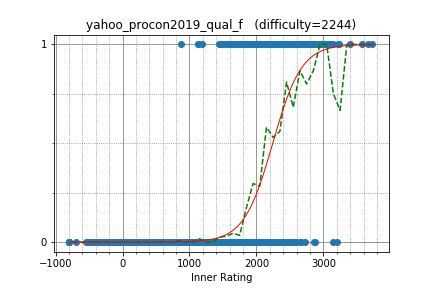 yahoo_procon2019_qual_f (difficulty=2244)
1
0
−1000 0 1000 2000 3000
Inner Rating